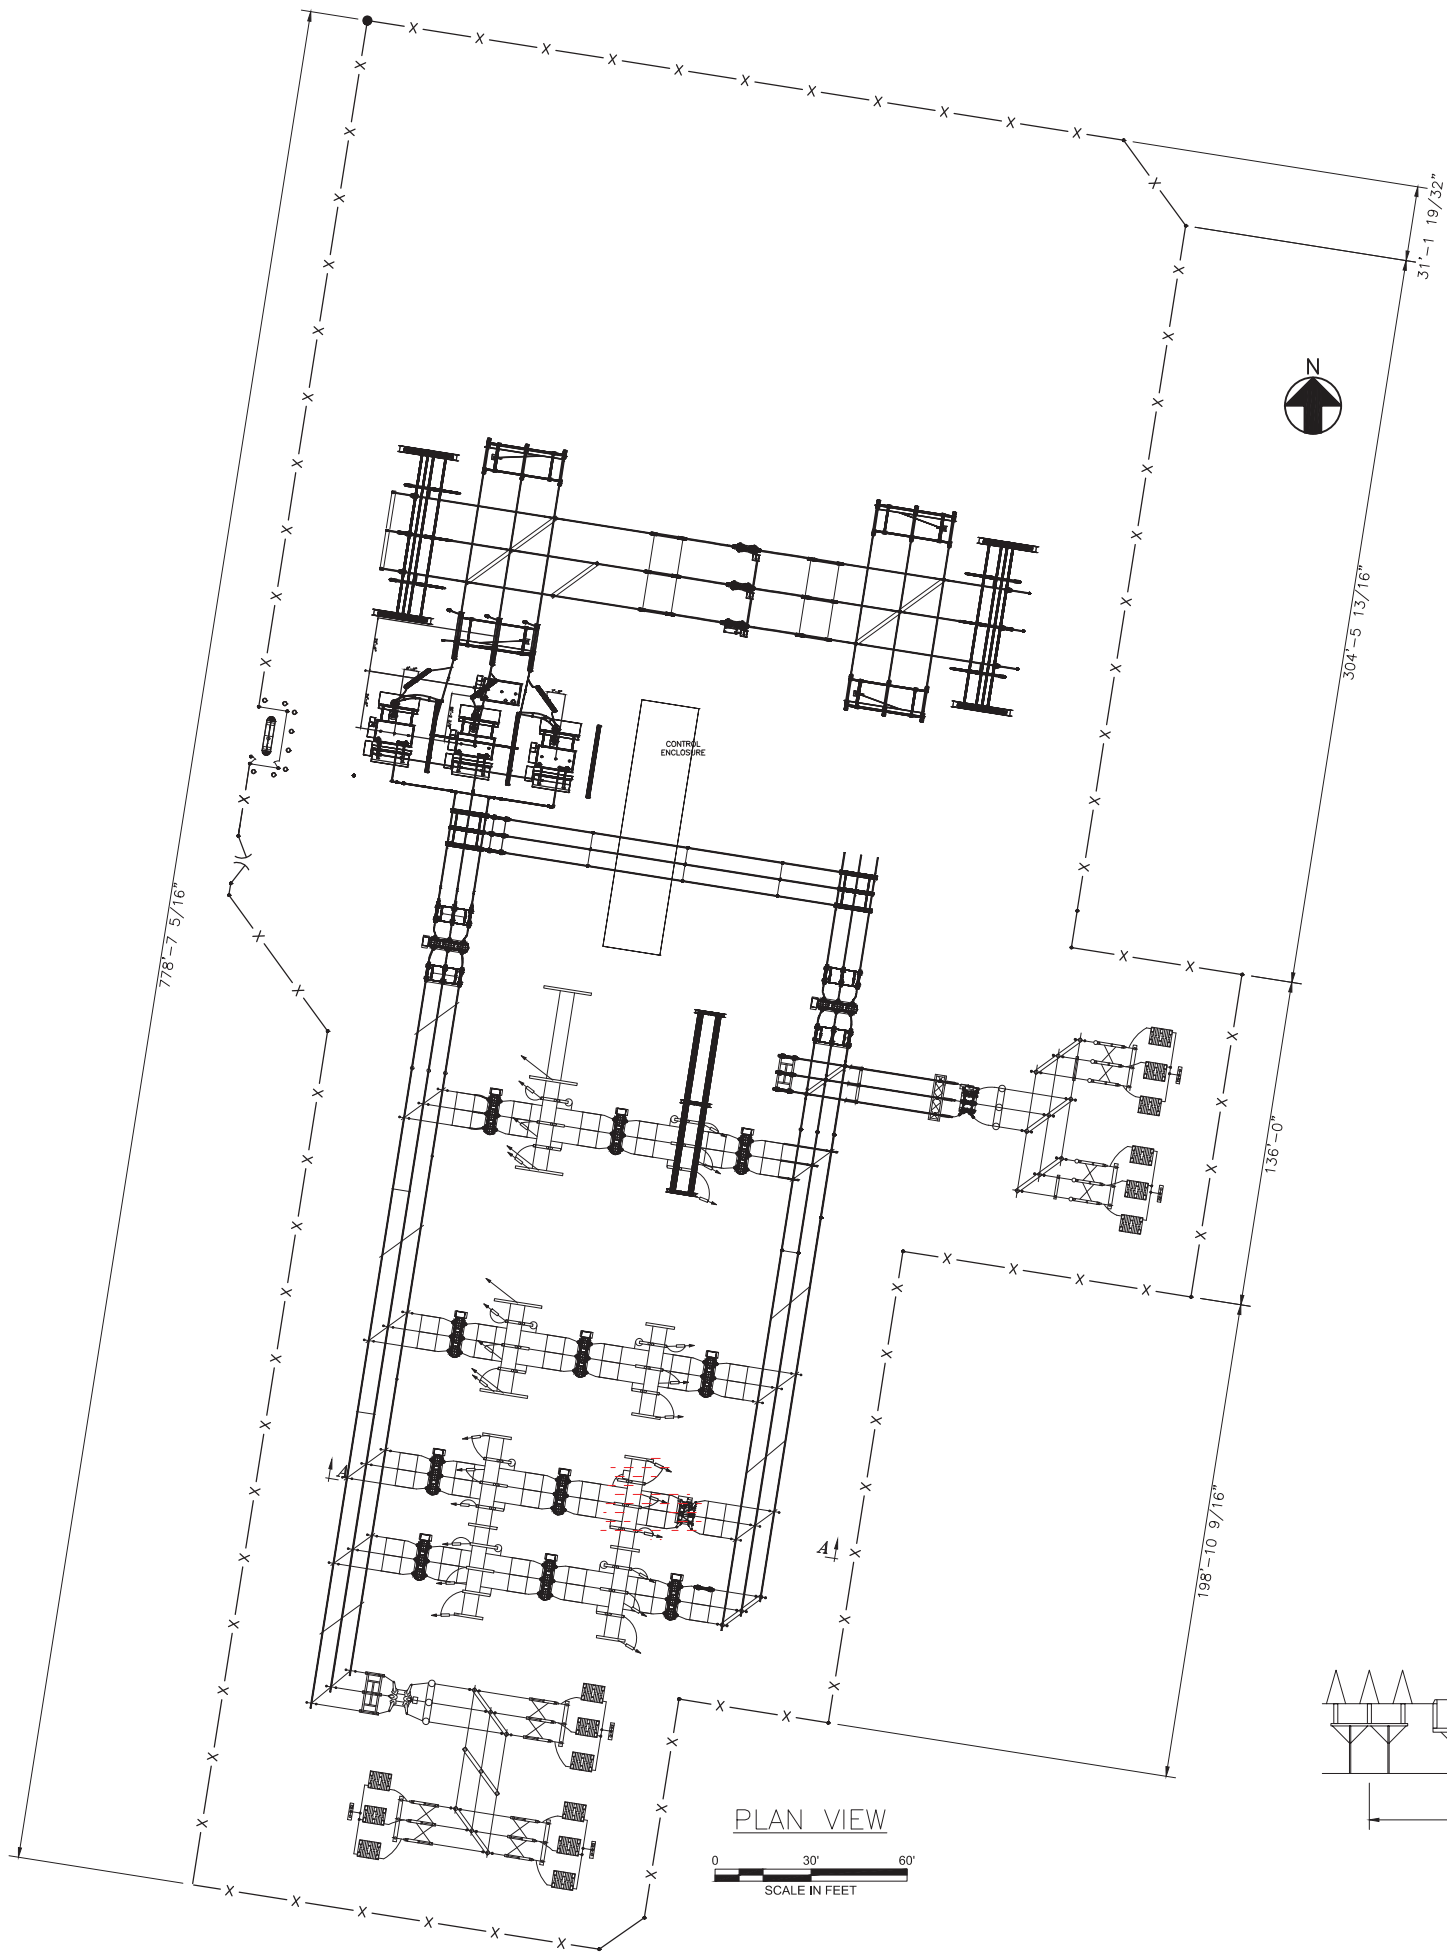 31'-1 19/32"
N
304'-5 13/16"
CONTROL
ENCLOSURE
778'-7 5/16"
136'-0"
A
A
198'-10 9/16"
PLAN VIEW
0 30' 60'
SCALE IN FEET